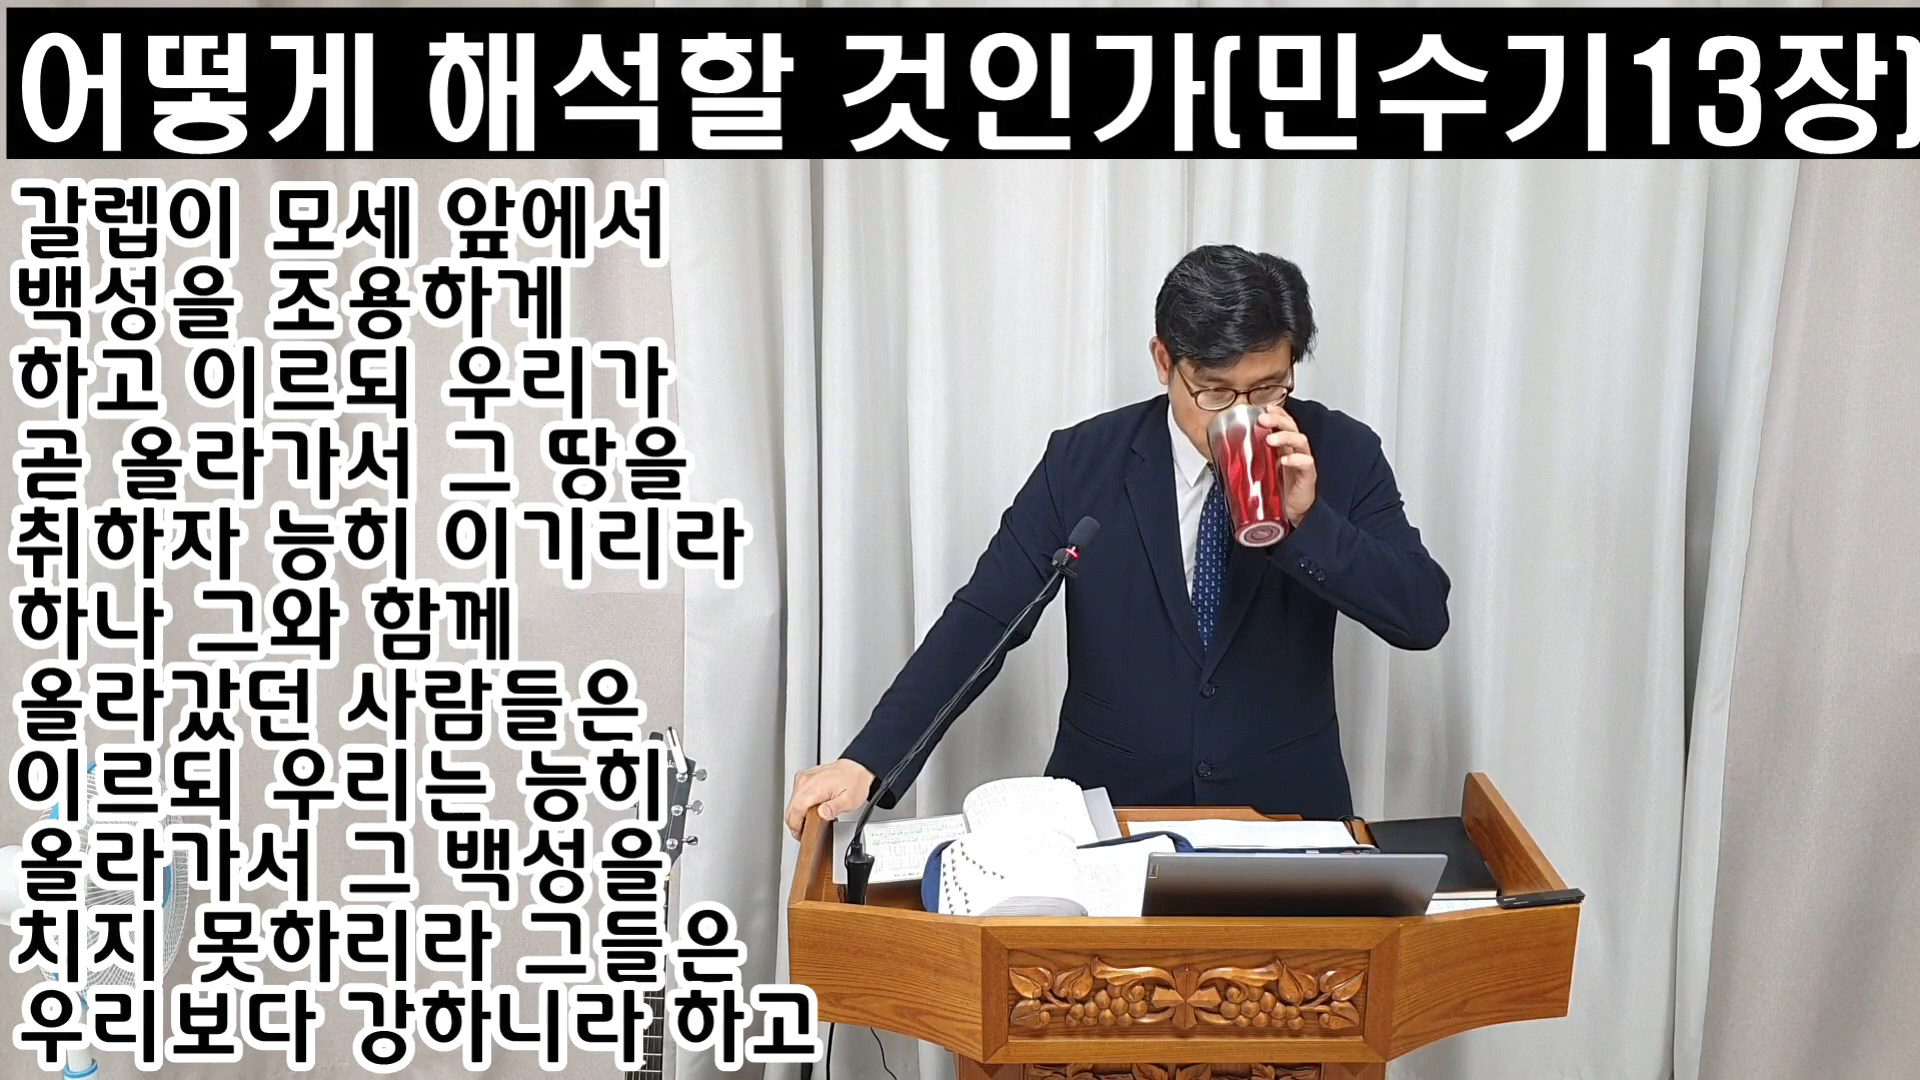 어떻게 해석할 것인가(민수기13장)
갈렙이 모세 앞에서
백성을 조용하게
하고 이르되 우리가
곧 올라가서 그 땅을
취하자 능히 이기리라
하나 그와 함께
올라갔던 사람들은
이르되 우리는 능히
올라가서 그 백성을
치지 못하리라 그들은
우리보다 강하니라 하고